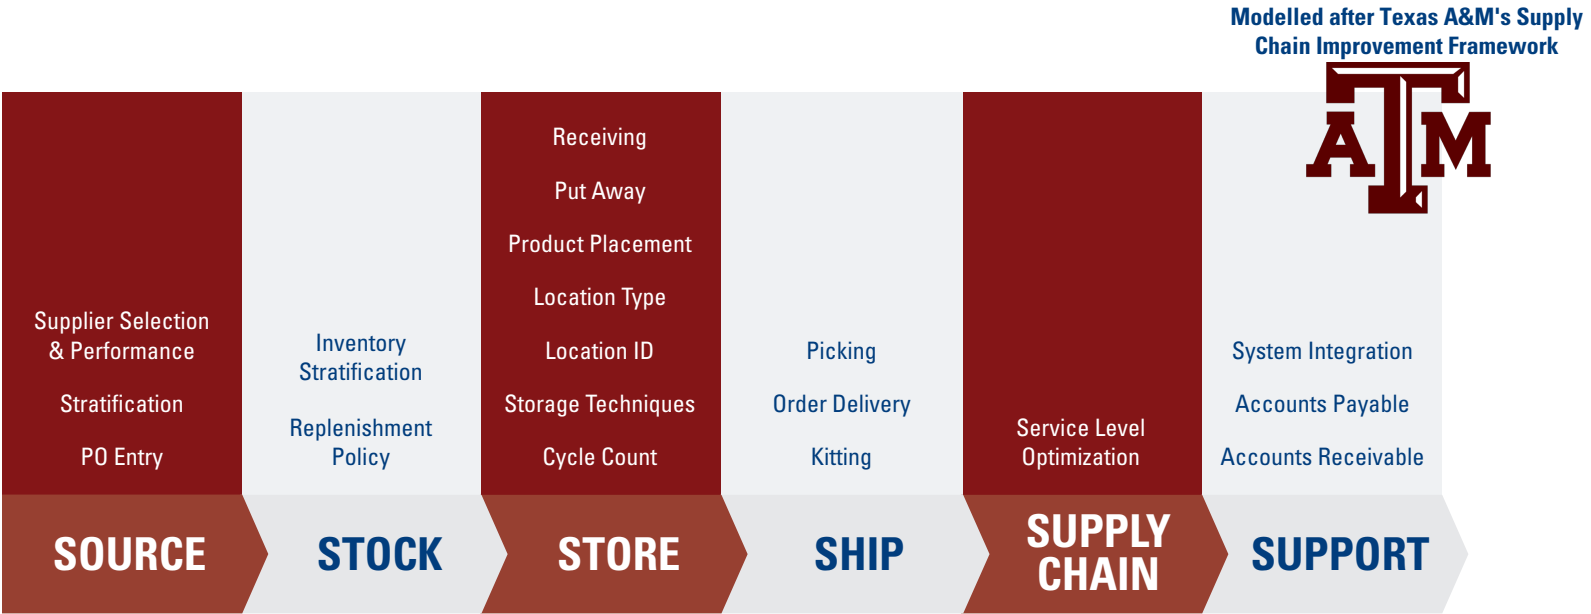 Modelled after Texas A&M's Supply
Chain Improvement Framework
ATM
Supplier Selection
& Performance
Stratification
PO Entry
SOURCE
Inventory
Stratification
Replenishment
Policy
STOCK
Receiving
Put Away
Product Placement
Location Type
Location ID
Storage Techniques
Cycle Count
STORE
Picking
Order Delivery
Kitting
SHIP
Service Level
Optimization
SUPPLY
CHAIN
System Integration
Accounts Payable
Accounts Receivable
SUPPORT